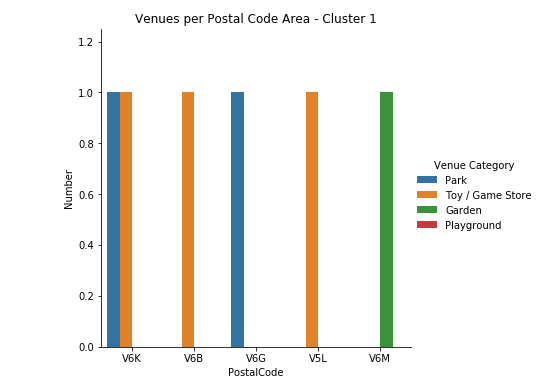 Venues per Postal Code Area - Cluster 1
1.2
1.0
0.8
0.6
0.4
0.2
0.0
Number
V6K V6B V6G V5L V6M
PostalCode
Venue Category
Park
Toy / Game Store
Garden
Playground